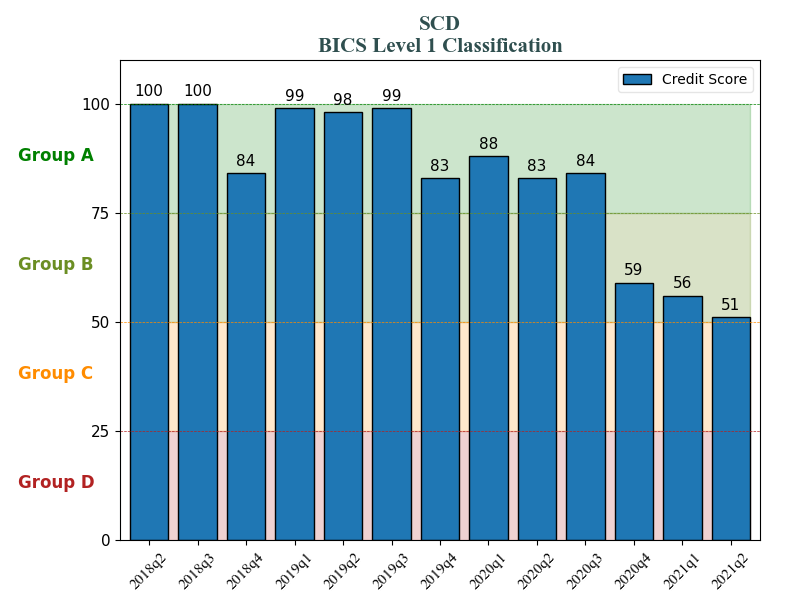 SCD
BICS Level 1 Classification
Credit Score
100 100 84 99 98 99 83 88 83 84 59 56 51
100
Group A
75
Group B
50
Group C
25
Group D
0
2018q2 2018q3 2018q4 2019q1 2019q2 2019q3 2019q4 2020q1 2020q2 2020q3 2020q4 2021q1 2021q2